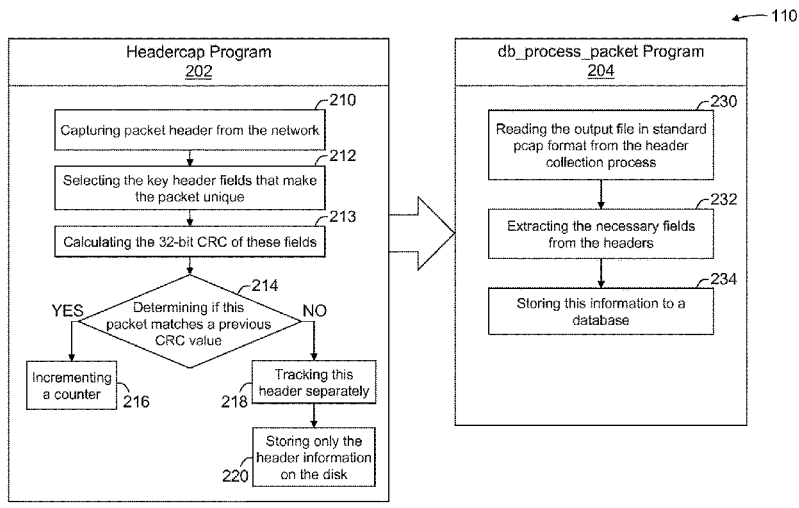 110
Headercap Program
202
210
Capturing packet header from the network
212
Selecting the key header fields that make
the packet unique
213
Calculating the 32-bit CRC of these fields
214
YES
Determining if this
packet matches a previous
CRC value
NO
Incrementing
a counter
216
Tracking this
header separately
218
Storing only the
header information
on the disk
220
db_process_packet Program
204
230
Reading the output file in standard
pcap format from the header
collection process
232
Extracting the necessary fields
from the headers
234
Storing this information to a
database